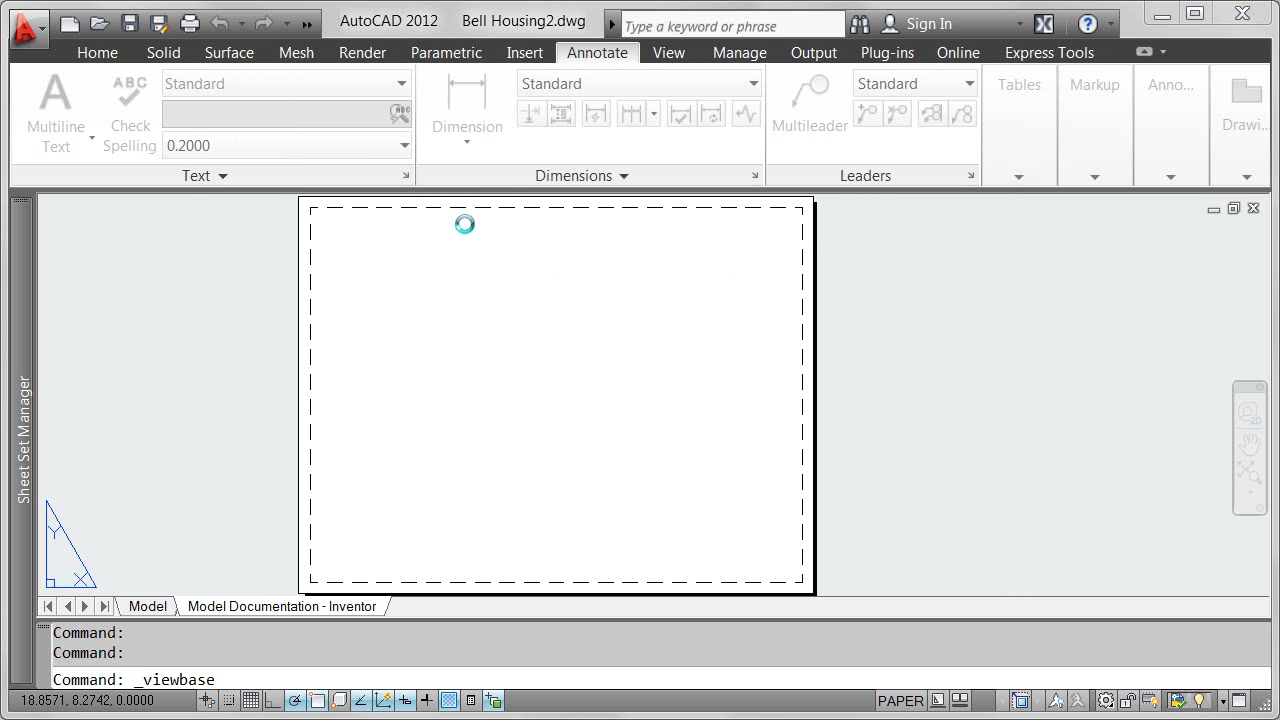 AutoCAD 2012 Bell Housing2.dwg Type a keyword or phrase Sign In
Home Solid Surface Mesh Render Parametric Insert Annotate View Manage Output Plug-ins Online Express Tools
Multiline Text
ABC Check Spelling
Standard
ABC
0.2000
Text
Dimension
Standard
Dimensions
Multileader
Standard
Leaders
Tables
Markup
Anno...
Drawi...
Sheet Set Manager
Y
X
Model Model Documentation - Inventor
Command:
Command:
Command: _viewbase
18.8571, 8.2742, 0.0000 PAPER